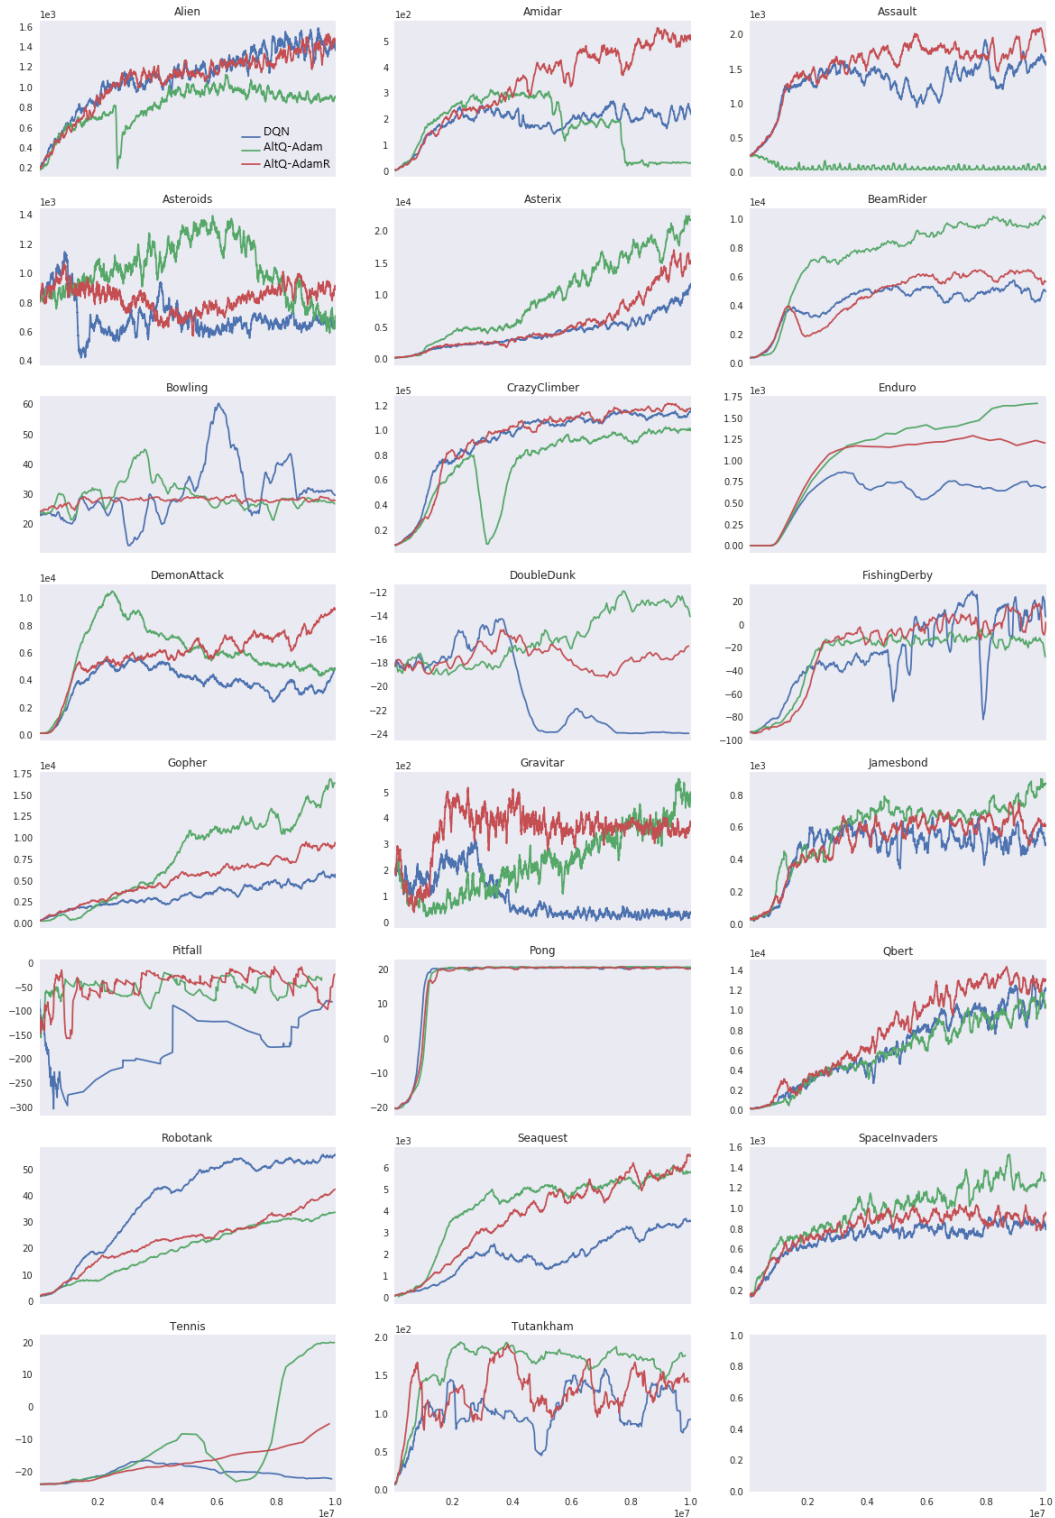 Alien Amidar Assault
1e3 1e2 1e3
1.6 1.4 1.2 1.0 0.8 0.6 0.4 0.2
DQN
AltQ-Adam
AltQ-AdamR
5 4 3 2 1 0
2.0 1.5 1.0 0.5 0.0
Asteroids Asterix BeamRider
1e3 1e4 1e4
1.4 1.2 1.0 0.8 0.6 0.4
2.0 1.5 1.0 0.5 0.0
1.0 0.8 0.6 0.4 0.2 0.0
Bowling CrazyClimber Enduro
1e5 1e3
60 50 40 30 20
1.2 1.0 0.8 0.6 0.4 0.2
1.75 1.50 1.25 1.00 0.75 0.50 0.25 0.00
DemonAttack DoubleDunk FishingDerby
1e4
1.0 0.8 0.6 0.4 0.2 0.0
−12 −14 −16 −18 −20 −22 −24
20 0 −20 −40 −60 −80 −100
Gopher Gravitar Jamesbond
1e4 1e2 1e3
1.75 1.50 1.25 1.00 0.75 0.50 0.25 0.00
5 4 3 2 1 0
0.8 0.6 0.4 0.2 0.0
Pitfall Pong Qbert
1e4
0 −50 −100 −150 −200 −250 −300
20 10 0 −10 −20
1.4 1.2 1.0 0.8 0.6 0.4 0.2 0.0
Robotank Seaquest SpaceInvaders
1e3 1e3
50 40 30 20 10 0
6 5 4 3 2 1 0
1.6 1.4 1.2 1.0 0.8 0.6 0.4 0.2
Tennis Tutankham
1e2
20 10 0 −10 −20
2.0 1.5 1.0 0.5 0.0
1.0 0.8 0.6 0.4 0.2 0.0
0.2 0.4 0.6 0.8 1.0 0.2 0.4 0.6 0.8 1.0 0.2 0.4 0.6 0.8 1.0
1e7 1e7 1e7